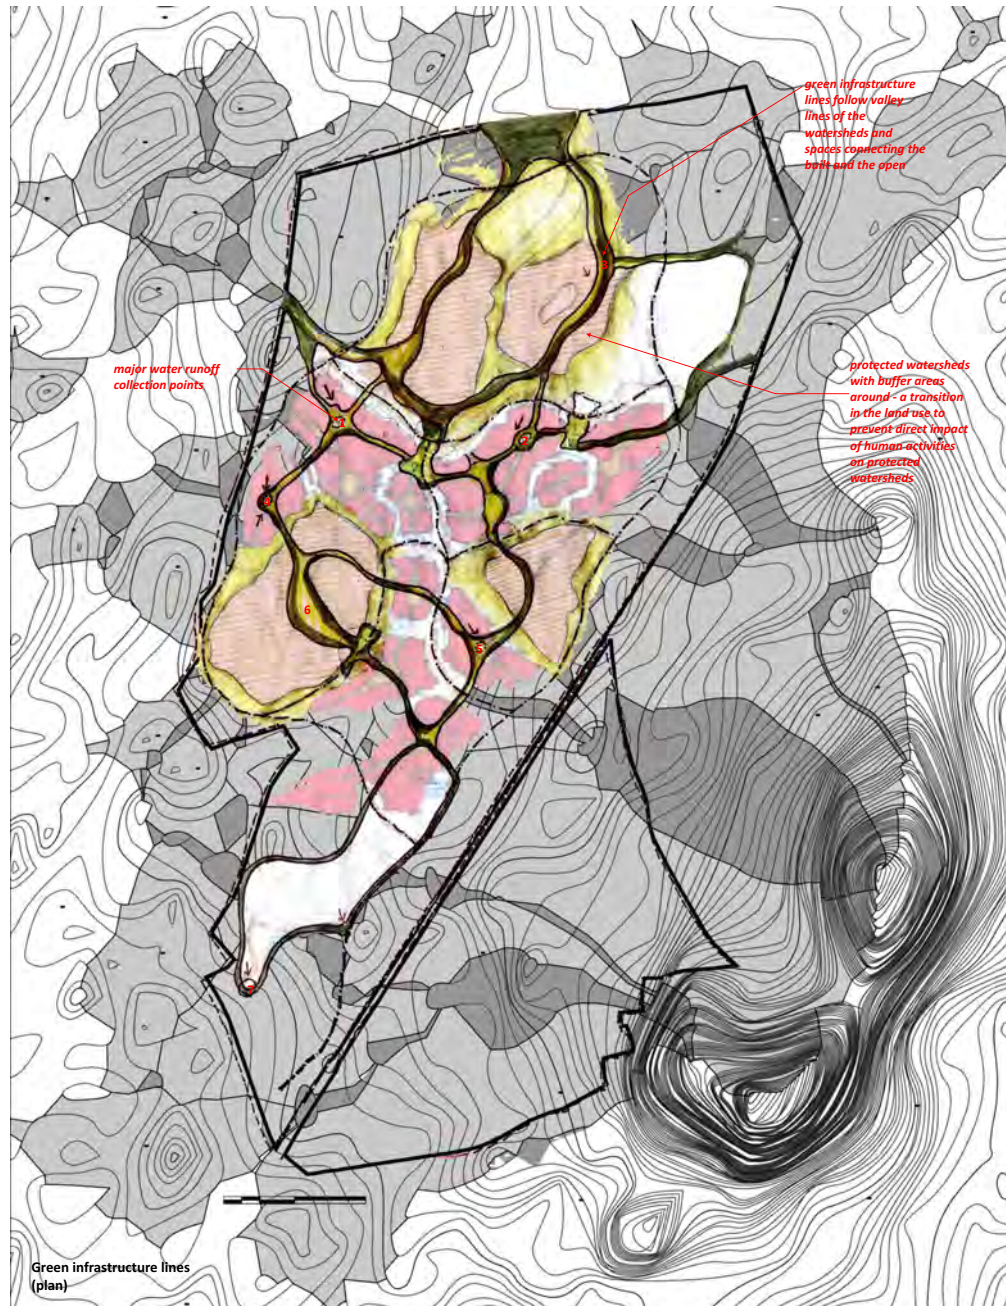 green infrastructure
lines follow valley
lines of the
watersheds and
spaces connecting the
built and the open
3
major water runoff
collection points
protected watersheds
with buffer areas
around - a transition
in the land use to
prevent direct impact
of human activities
on protected
watersheds
1
2
4
6
5
Green infrastructure lines
(plan)